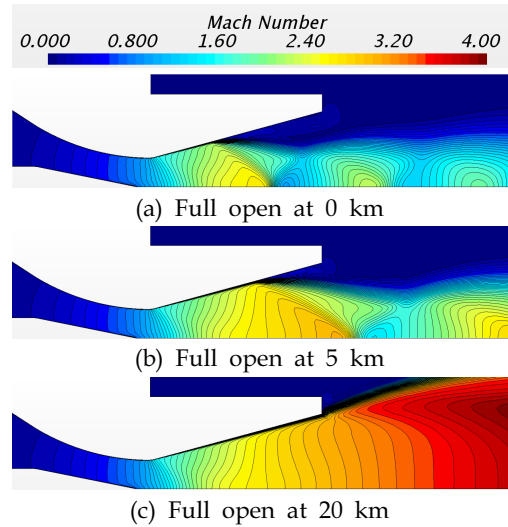 Mach Number
0.000 0.800 1.60 2.40 3.20 4.00
(a) Full open at 0 km
(b) Full open at 5 km
(c) Full open at 20 km